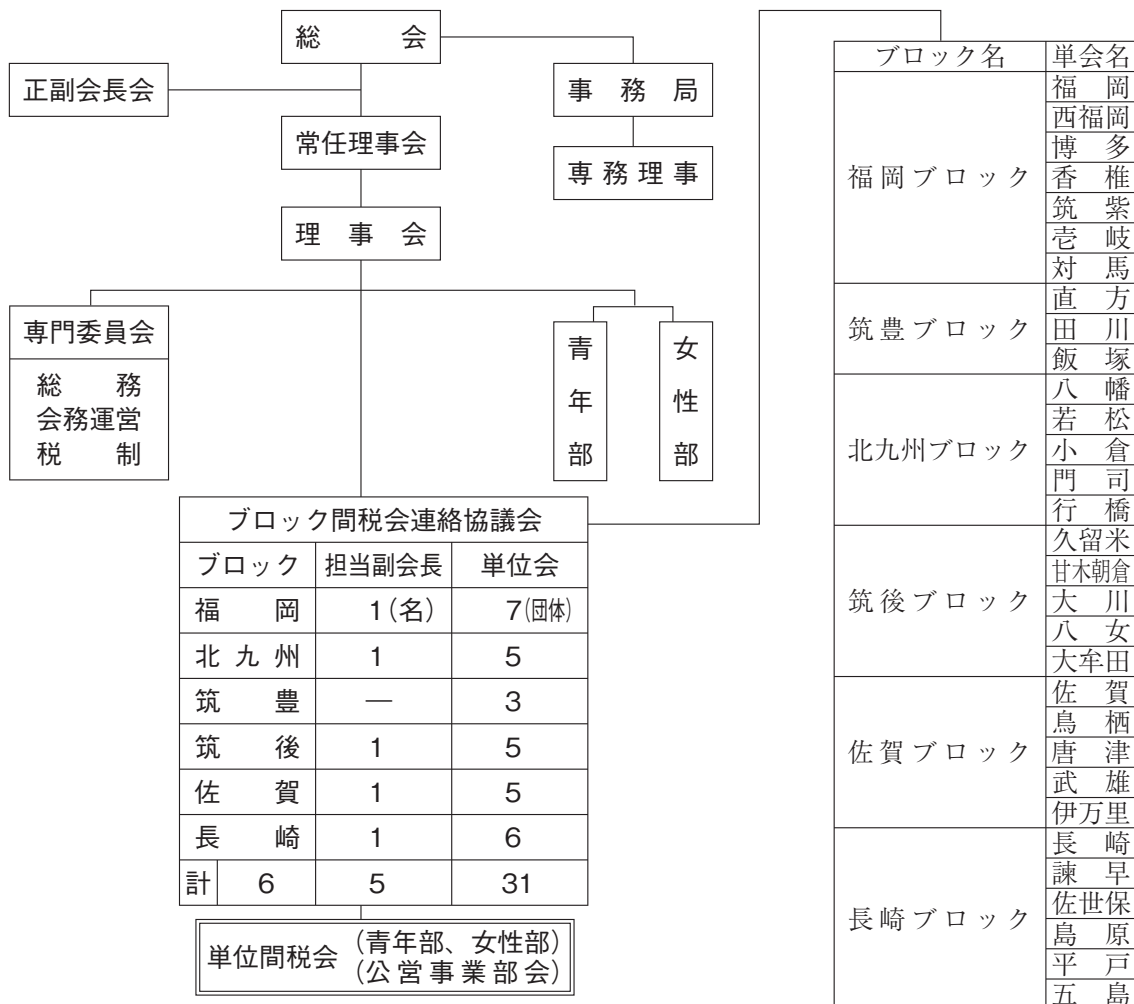 総会
正副会長会
事務局
常任理事会
専務理事
理事会
専門委員会
総務
会務運営
税制
青年部
女性部
ブロック間税会連絡協議会
ブロック 担当副会長 単位会
福岡 1(名) 7(団体)
北九州 1 5
筑豊 — 3
筑後 1 5
佐賀 1 5
長崎 1 6
計 6 5 31
単位間税会 (青年部、女性部)
(公営事業部会)
ブロック名 単会名
福岡ブロック
福岡
西福岡
博多
香椎
筑紫
壱岐
対馬
筑豊ブロック
直方
田川
飯塚
北九州ブロック
八幡
若松
小倉
門司
行橋
筑後ブロック
久留米
甘木朝倉
大川
八女
大牟田
佐賀ブロック
佐賀
鳥栖
唐津
武雄
伊万里
長崎ブロック
長崎
諫早
佐世保
島原
平戸
五島